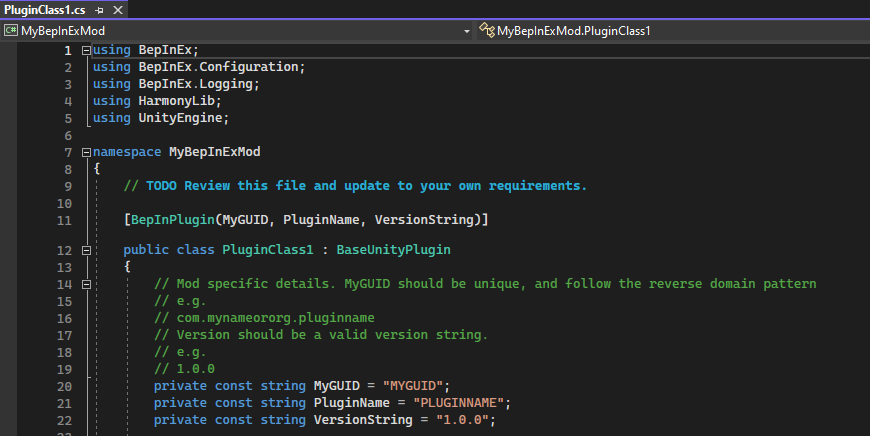 PluginClass1.cs
C# MyBepInExMod MyBepInExMod.PluginClass1
1 using BepInEx;
2 using BepInEx.Configuration;
3 using BepInEx.Logging;
4 using HarmonyLib;
5 using UnityEngine;
6
7 namespace MyBepInExMod
8 {
9 // TODO Review this file and update to your own requirements.
10
11 [BepInPlugin(MyGUID, PluginName, VersionString)]
12 public class PluginClass1 : BaseUnityPlugin
13 {
14 // Mod specific details. MyGUID should be unique, and follow the reverse domain pattern
15 // e.g.
16 // com.mynameororg.pluginname
17 // Version should be a valid version string.
18 // e.g.
19 // 1.0.0
20 private const string MyGUID = "MYGUID";
21 private const string PluginName = "PLUGINNAME";
22 private const string VersionString = "1.0.0";